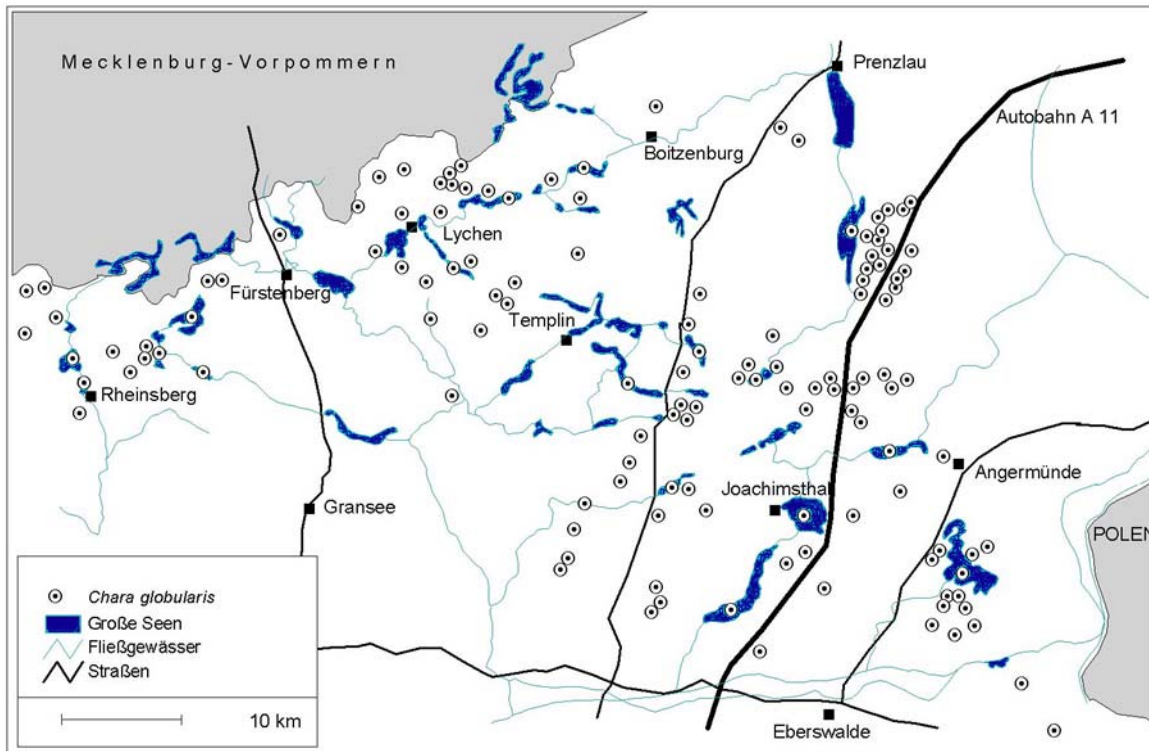 Mecklenburg-Vorpommern
Prenzlau
Autobahn A 11
Boitzenburg
Lychen
Fürstenberg
Templin
Rheinsberg
Angermünde
Joachimsthal
Gransee
POLEN
Chara globularis
Große Seen
Fließgewässer
Straßen
10 km
Eberswalde